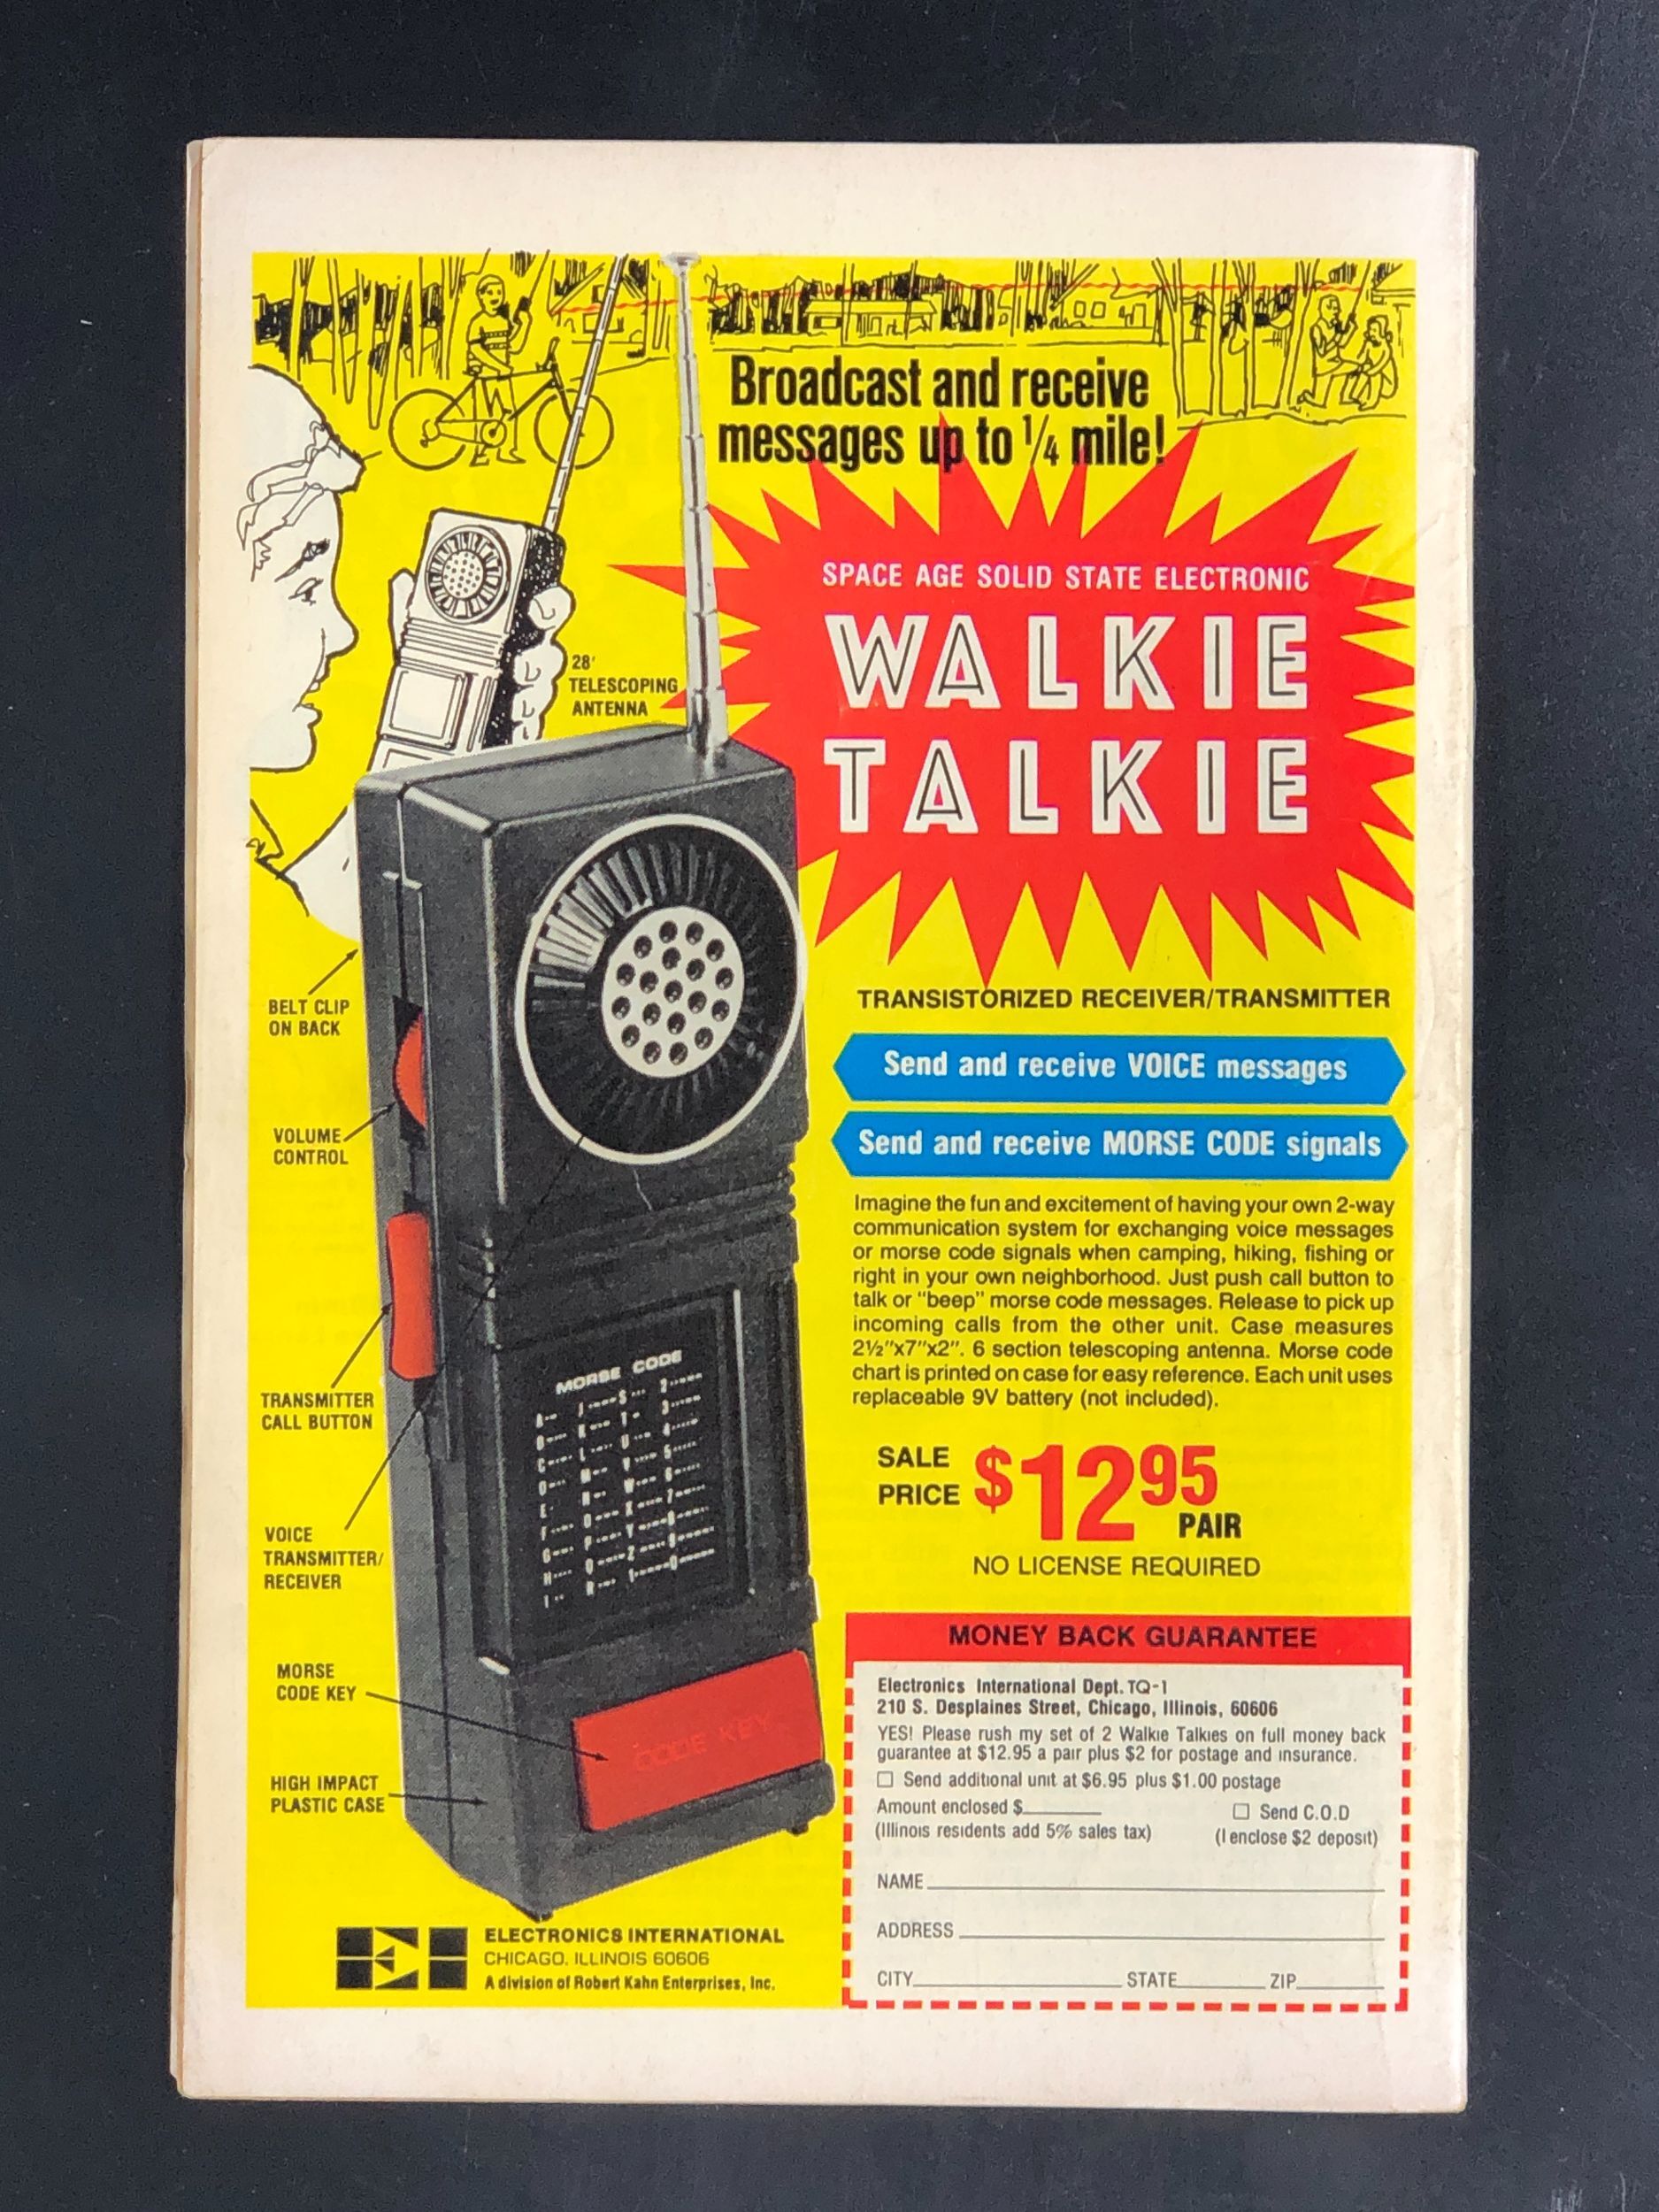 Broadcast and receive
messages up to 1/4 mile!
SPACE AGE SOLID STATE ELECTRONIC
WALKIE
TALKIE
28'
TELESCOPING
ANTENNA
BELT CLIP
ON BACK
VOLUME
CONTROL
TRANSMITTER
CALL BUTTON
VOICE
TRANSMITTER/
RECEIVER
MORSE
CODE KEY
HIGH IMPACT
PLASTIC CASE
MORSE CODE
CODE KEY
TRANSISTORIZED RECEIVER/TRANSMITTER
Send and receive VOICE messages
Send and receive MORSE CODE signals
Imagine the fun and excitement of having your own 2-way
communication system for exchanging voice messages
or morse code signals when camping, hiking, fishing or
right in your own neighborhood. Just push call button to
talk or "beep" morse code messages. Release to pick up
incoming calls from the other unit. Case measures
2½"x7"x2". 6 section telescoping antenna. Morse code
chart is printed on case for easy reference. Each unit uses
replaceable 9V battery (not included).
SALE
PRICE $12 95
PAIR
NO LICENSE REQUIRED
MONEY BACK GUARANTEE
Electronics International Dept. TQ-1
210 S. Desplaines Street, Chicago, Illinois, 60606
YES! Please rush my set of 2 Walkie Talkies on full money back
guarantee at $12.95 a pair plus $2 for postage and insurance.
☐ Send additional unit at $6.95 plus $1.00 postage
Amount enclosed $________ ☐ Send C.O.D
(Illinois residents add 5% sales tax) (I enclose $2 deposit)
NAME
ADDRESS
CITY STATE ZIP
ELECTRONICS INTERNATIONAL
CHICAGO, ILLINOIS 60606
A division of Robert Kahn Enterprises, Inc.